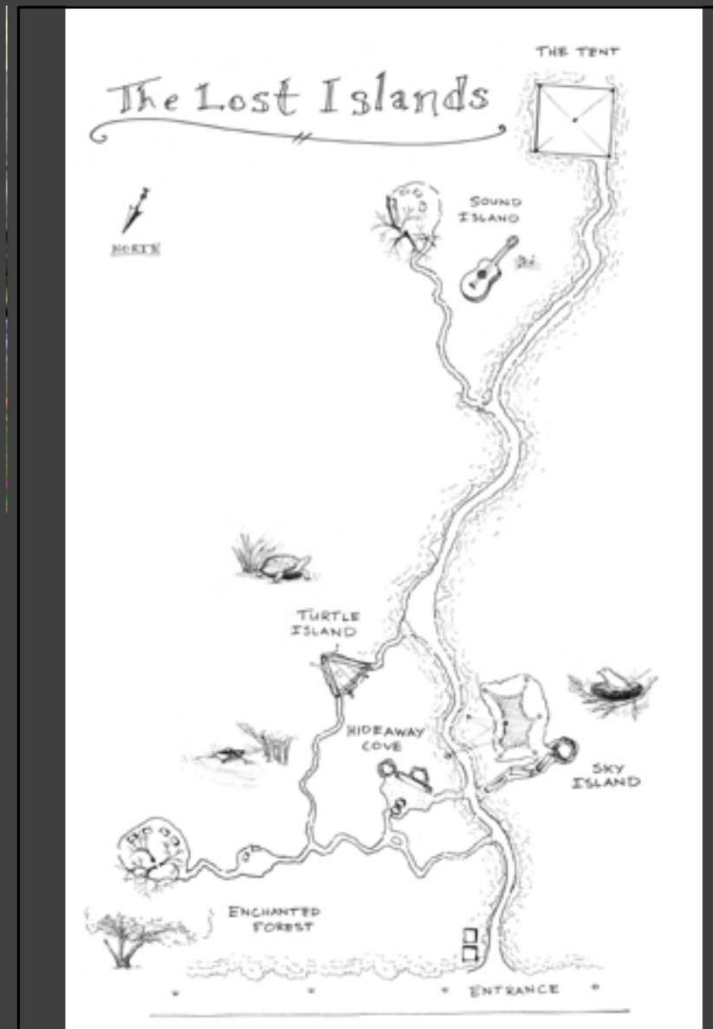 THE TENT
The Lost Islands
SOUND
ISLAND
NORTH
TURTLE
ISLAND
HIDEAWAY
COVE
SKY
ISLAND
ENCHANTED
FOREST
ENTRANCE